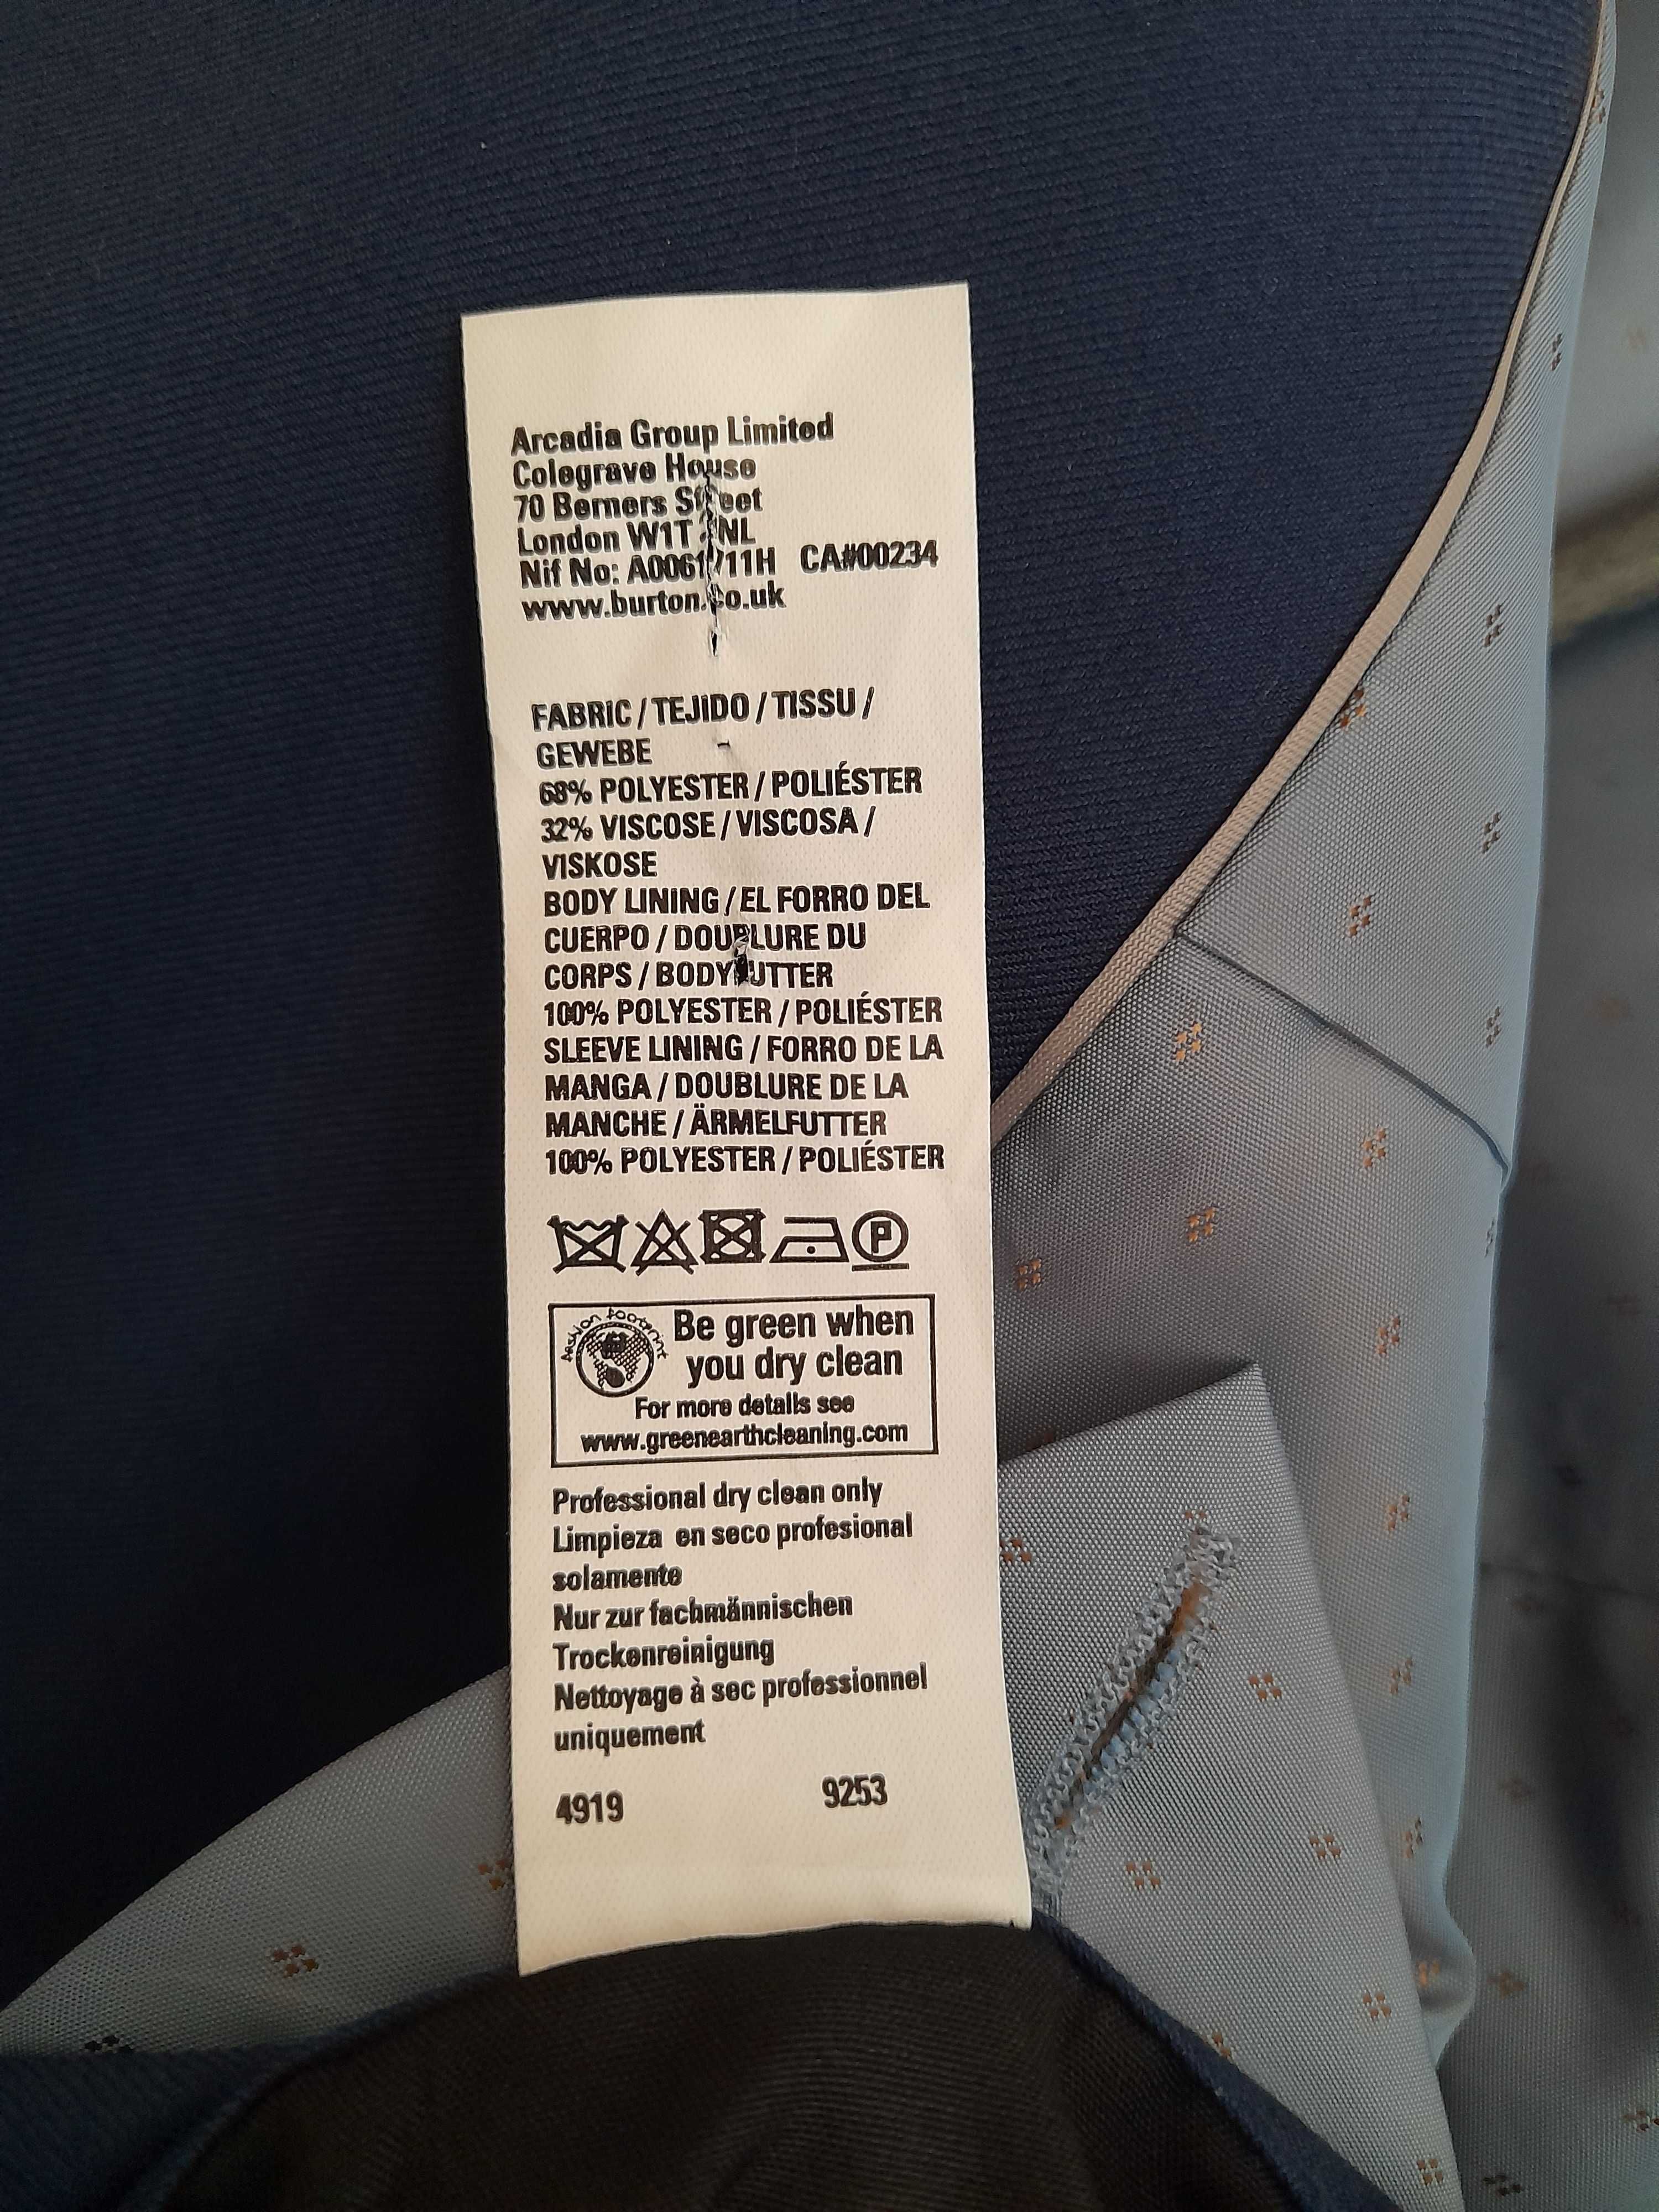 Arcadia Group Limited
Colegrave House
70 Berners Street
London W1T NL
Nif No: CA#00234
www.burton.co.uk
FABRIC / TEJIDO / TISSU /
GEWEBE
68% POLYESTER / POLIÉSTER
32% VISCOSE / VISCOSA /
VISKOSE
BODY LINING / EL FORRO DEL
CUERPO / DOUBLURE DU
CORPS / BODYFUTTER
100% POLYESTER / POLIÉSTER
SLEEVE LINING / FORRO DE LA
MANGA / DOUBLURE DE LA
MANCHE / ÄRMELFUTTER
100% POLYESTER / POLIÉSTER
P
fashion footprint
Be green when
you dry clean
For more details see
www.greenearthcleaning.com
Professional dry clean only
Limpieza en seco profesional
solamente
Nur zur fachmännischen
Trockenreinigung
Nettoyage à sec professionnel
uniquement
4919 9253